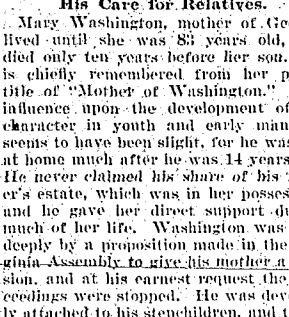 His Care for Relatives.
Mary Washington, mother of Ge
lived until she was 83 years old,
died only ten years before her son.
is chiefly remembered from her p
title of "Mother of Washington."
influence upon the development of
character in youth and early man
seems to have been slight, for he wa
at home much after he was 14 years
He never claimed his share of his
er's estate, which was in her posses
and he gave her direct support du
much of her life. Washington was
deeply by a proposition made in the
ginia Assembly to give his mother a
sion, and at his earnest request the
ceedings were stopped. He was dev
ly attached to his stepchildren, and t